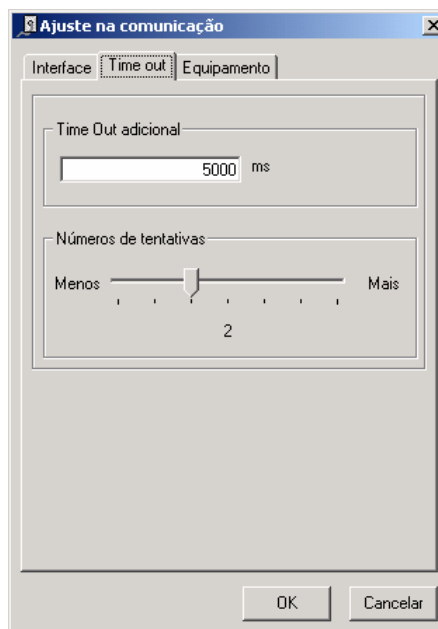 Ajuste na comunicação
Interface Time out Equipamento
Time Out adicional
5000 ms
Números de tentativas
Menos Mais
2
OK Cancelar